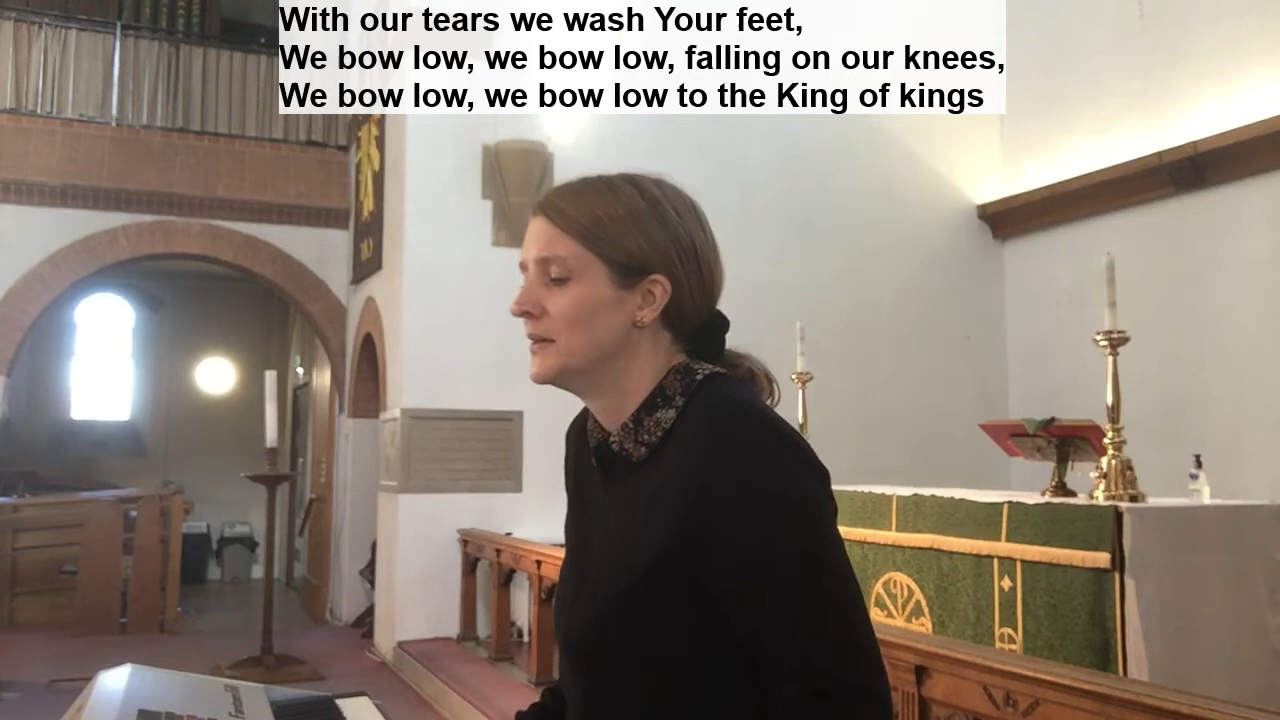 With our tears we wash Your feet,
We bow low, we bow low, falling on our knees,
We bow low, we bow low to the King of kings